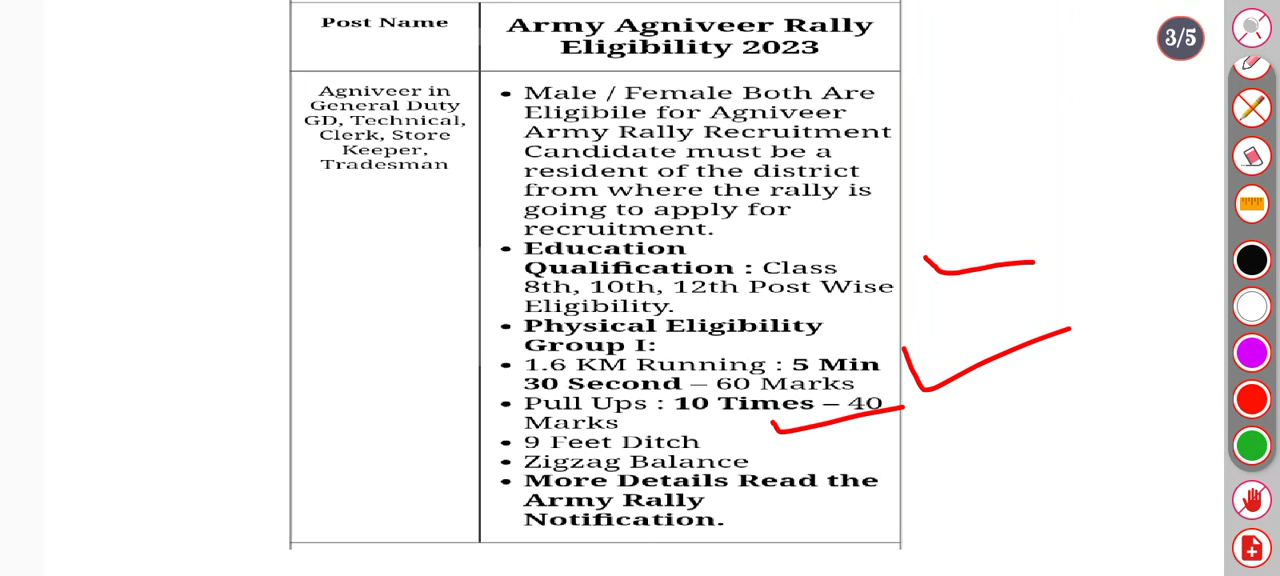 Post Name
Army Agniveer Rally
Eligibility 2023
3/5
Agniveer in
General Duty
GD, Technical,
Clerk, Store
Keeper,
Tradesman
• Male / Female Both Are
Eligibile for Agniveer
Army Rally Recruitment
Candidate must be a
resident of the district
from where the rally is
going to apply for
recruitment.
• Education
Qualification : Class
8th, 10th, 12th Post Wise
Eligibility.
• Physical Eligibility
Group I:
• 1.6 KM Running : 5 Min
30 Second – 60 Marks
• Pull Ups : 10 Times – 40
Marks
• 9 Feet Ditch
• Zigzag Balance
• More Details Read the
Army Rally
Notification.